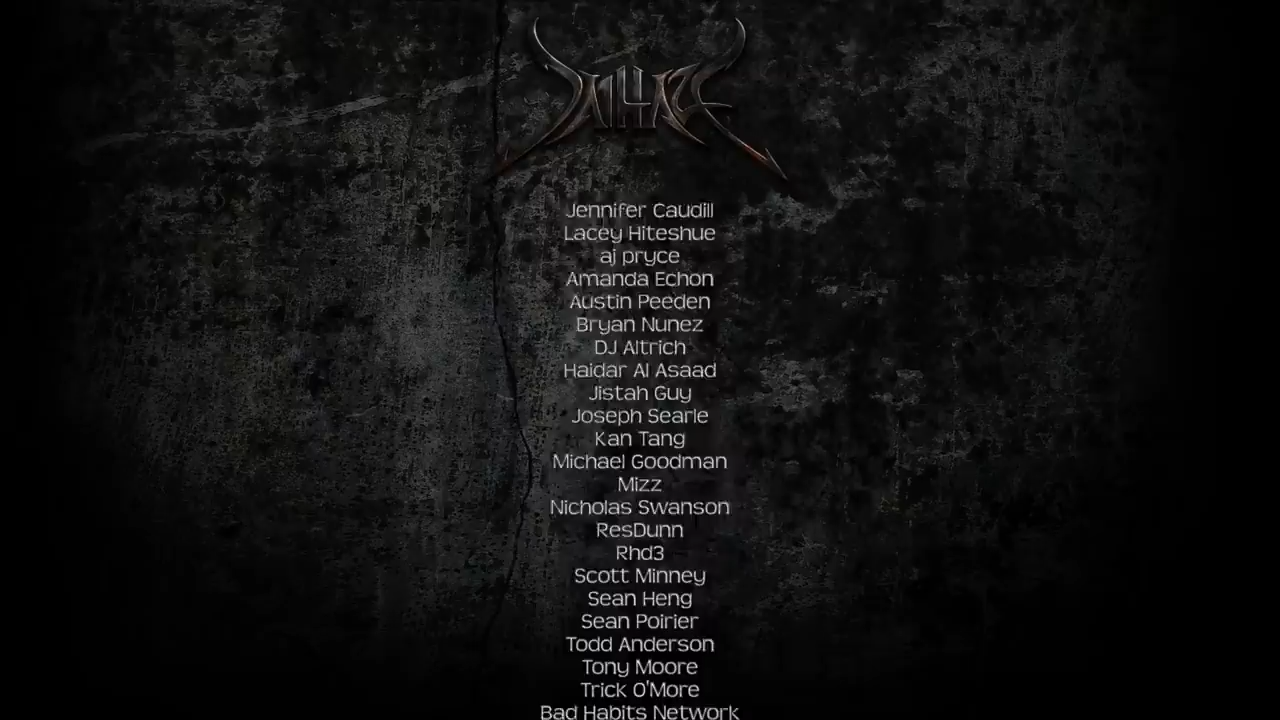 Jennifer Caudill
Lacey Hiteshue
aj pryce
Amanda Echon
Austin Peeden
Bryan Nunez
DJ Altrich
Haidar Al Asaad
Jistah Guy
Joseph Searle
Kan Tang
Michael Goodman
Mizz
Nicholas Swanson
ResDunn
Rhd3
Scott Minney
Sean Heng
Sean Poirier
Todd Anderson
Tony Moore
Trick O'More
Bad Habits Network